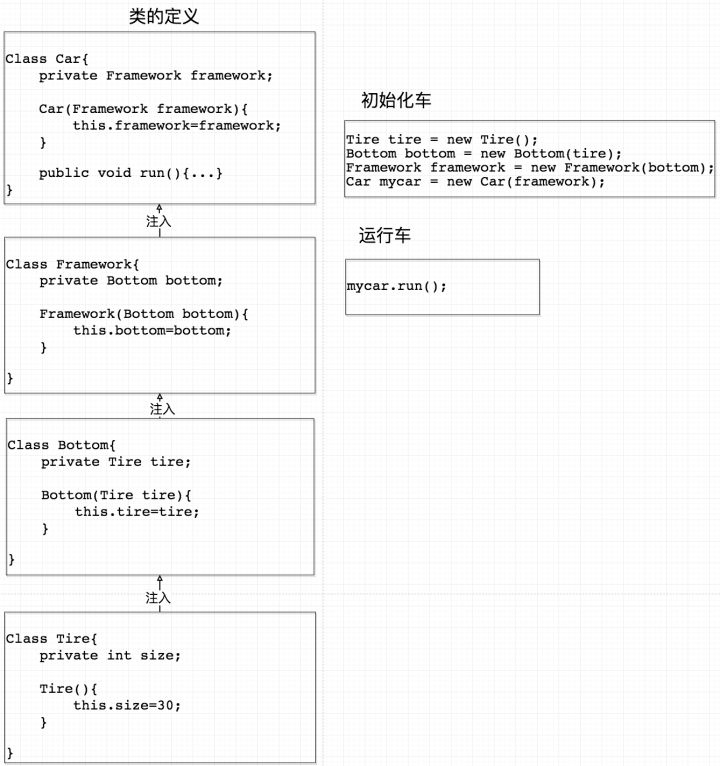 类的定义
Class Car{
    private Framework framework;
    Car(Framework framework){
        this.framework=framework;
    }
    public void run(){...}
}
注入
Class Framework{
    private Bottom bottom;
    Framework(Bottom bottom){
        this.bottom=bottom;
    }
}
注入
Class Bottom{
    private Tire tire;
    Bottom(Tire tire){
        this.tire=tire;
    }
}
注入
Class Tire{
    private int size;
    Tire(){
        this.size=30;
    }
}
初始化车
Tire tire = new Tire();
Bottom bottom = new Bottom(tire);
Framework framework = new Framework(bottom);
Car mycar = new Car(framework);
运行车
mycar.run();